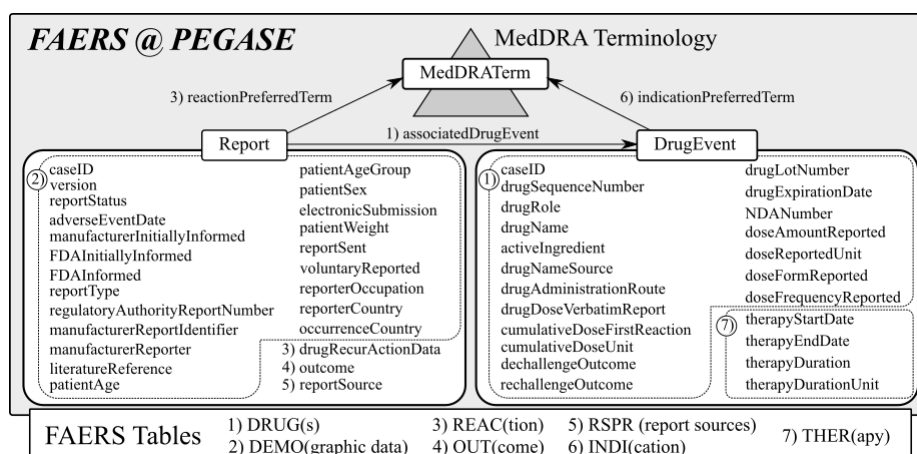 FAERS @ PEGASE
MedDRA Terminology
MedDRATerm
3) reactionPreferredTerm
6) indicationPreferredTerm
1) associatedDrugEvent
Report
DrugEvent
2
caseID
version
reportStatus
adverseEventDate
manufacturerInitiallyInformed
FDAInitiallyInformed
FDAInformed
reportType
regulatoryAuthorityReportNumber
manufacturerReportIdentifier
manufacturerReporter
literatureReference
patientAge
patientAgeGroup
patientSex
electronicSubmission
patientWeight
reportSent
voluntaryReported
reporterOccupation
reporterCountry
occurrenceCountry
3) drugRecurActionData
4) outcome
5) reportSource
1
caseID
drugSequenceNumber
drugRole
drugName
activeIngredient
drugNameSource
drugAdministrationRoute
drugDoseVerbatimReport
cumulativeDoseFirstReaction
cumulativeDoseUnit
dechallengeOutcome
rechallengeOutcome
drugLotNumber
drugExpirationDate
NDANumber
doseAmountReported
doseReportedUnit
doseFormReported
doseFrequencyReported
7
therapyStartDate
therapyEndDate
therapyDuration
therapyDurationUnit
FAERS Tables
1) DRUG(s)
2) DEMO(graphic data)
3) REAC(tion)
4) OUT(come)
5) RSPR (report sources)
6) INDI(cation)
7) THER(apy)